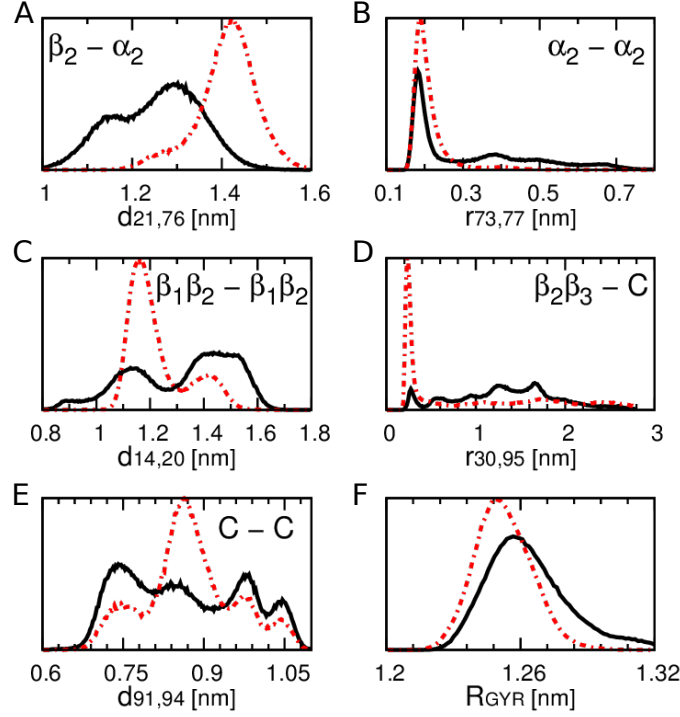 A
β₂ – α₂
1 1.2 1.4 1.6
d21,76 [nm]
B
α₂ – α₂
0.1 0.3 0.5 0.7
r73,77 [nm]
C
β₁β₂ – β₁β₂
0.8 1 1.2 1.4 1.6 1.8
d14,20 [nm]
D
β₂β₃ – C
0 1 2 3
r30,95 [nm]
E
C – C
0.6 0.75 0.9 1.05
d91,94 [nm]
F
1.2 1.26 1.32
RGYR [nm]